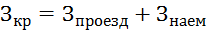 Зкр = Зпроезд + Знаем